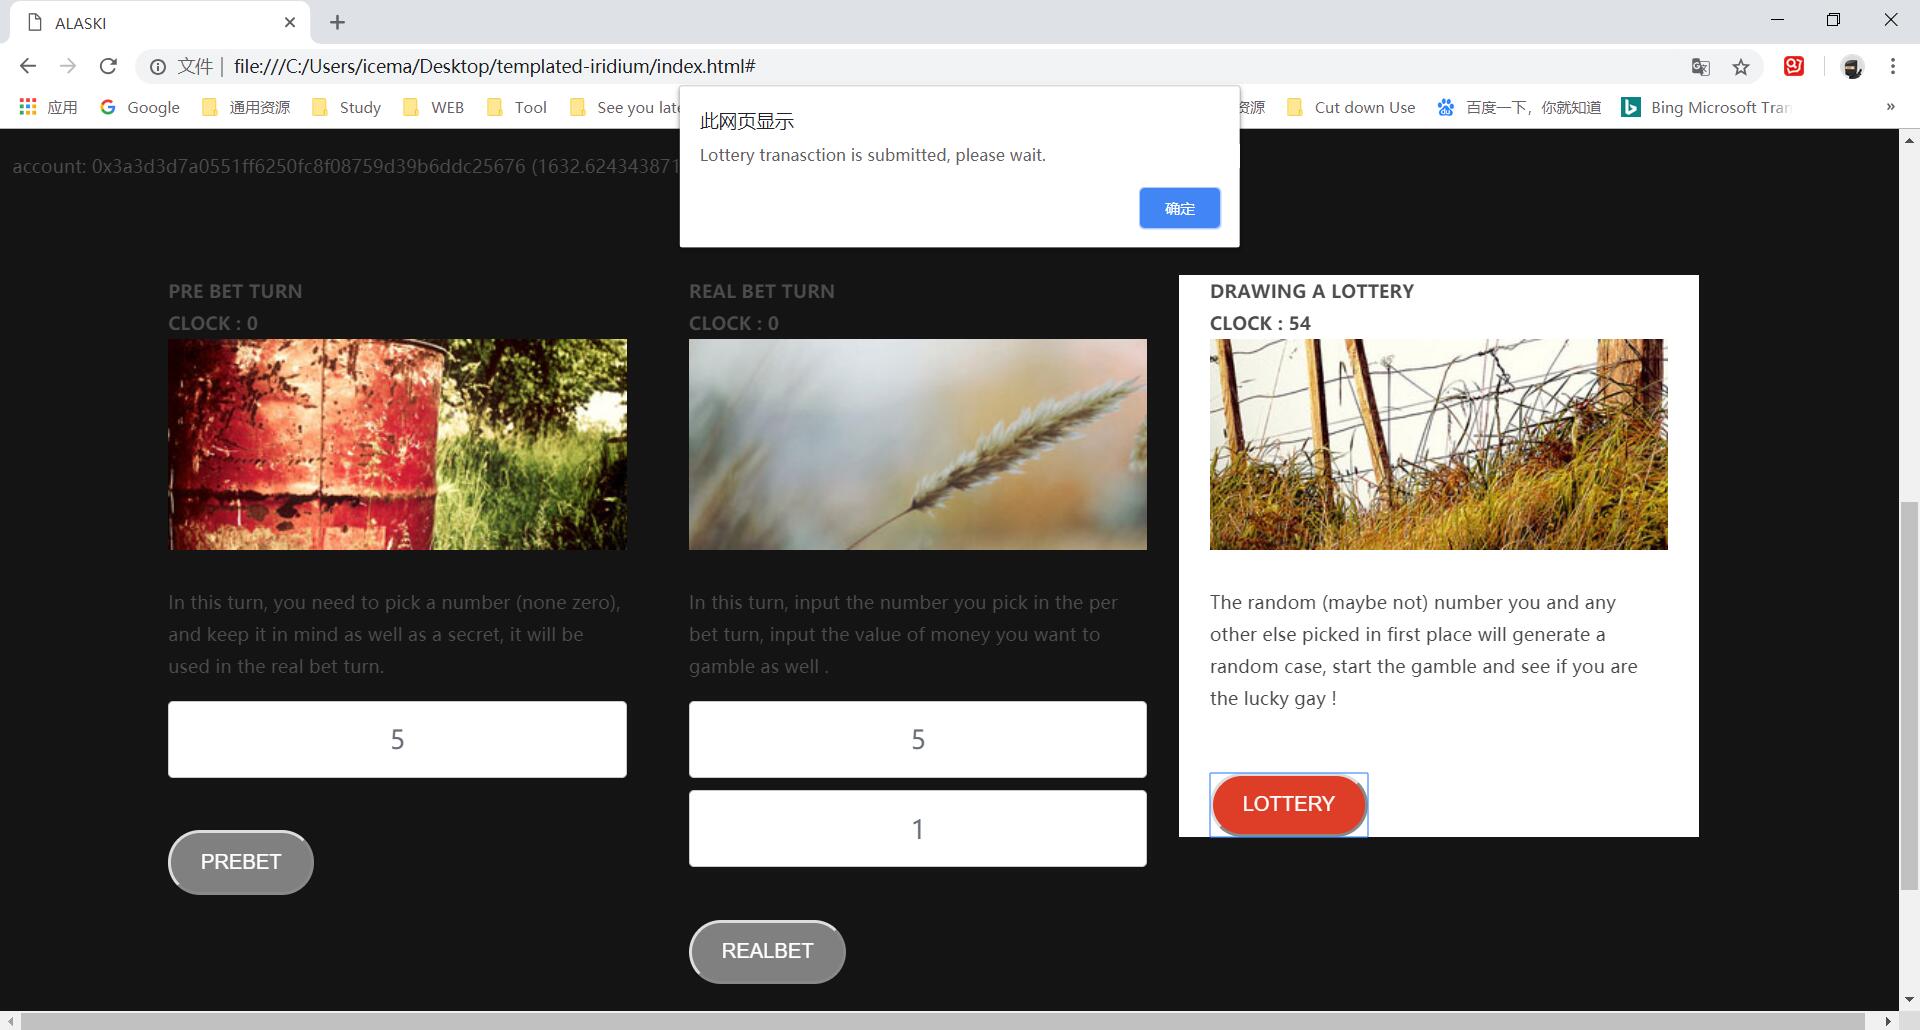 ALASKI
文件 | file:///C:/Users/icema/Desktop/templated-iridium/index.html#
应用 Google 通用资源 Study WEB Tool See you late 资源 Cut down Use 百度一下，你就知道 Bing Microsoft Tran »
此网页显示
Lottery tranasction is submitted, please wait.
确定
account: 0x3a3d3d7a0551ff6250fc8f08759d39b6ddc25676 (1632.624343871
PRE BET TURN
CLOCK : 0
In this turn, you need to pick a number (none zero),
and keep it in mind as well as a secret, it will be
used in the real bet turn.
5
PREBET
REAL BET TURN
CLOCK : 0
In this turn, input the number you pick in the per
bet turn, input the value of money you want to
gamble as well .
5
1
REALBET
DRAWING A LOTTERY
CLOCK : 54
The random (maybe not) number you and any
other else picked in first place will generate a
random case, start the gamble and see if you are
the lucky gay !
LOTTERY